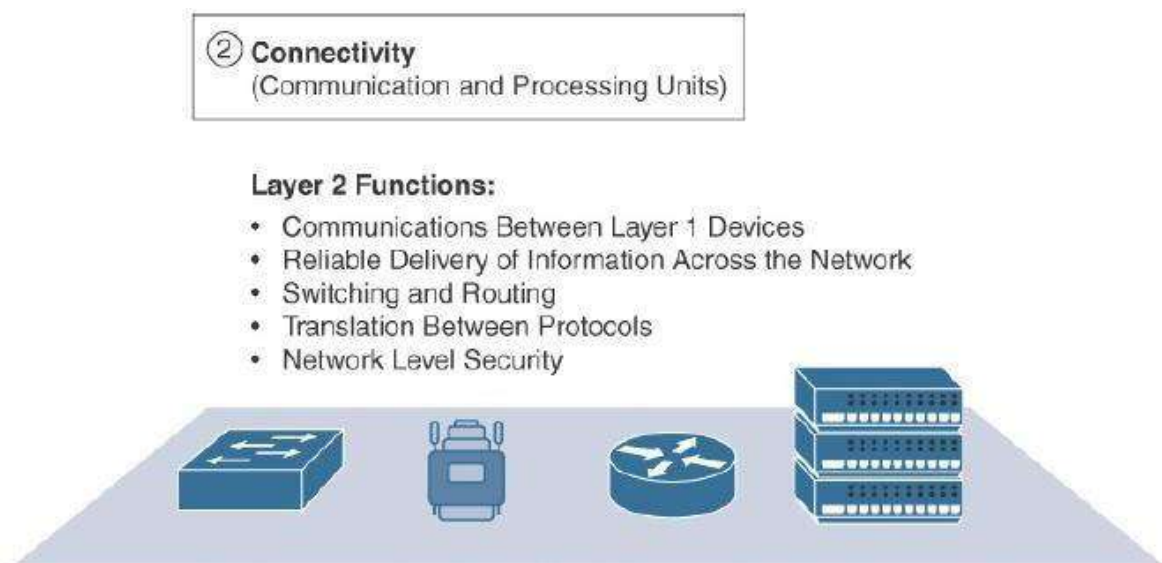 ② Connectivity
(Communication and Processing Units)
Layer 2 Functions:
• Communications Between Layer 1 Devices
• Reliable Delivery of Information Across the Network
• Switching and Routing
• Translation Between Protocols
• Network Level Security